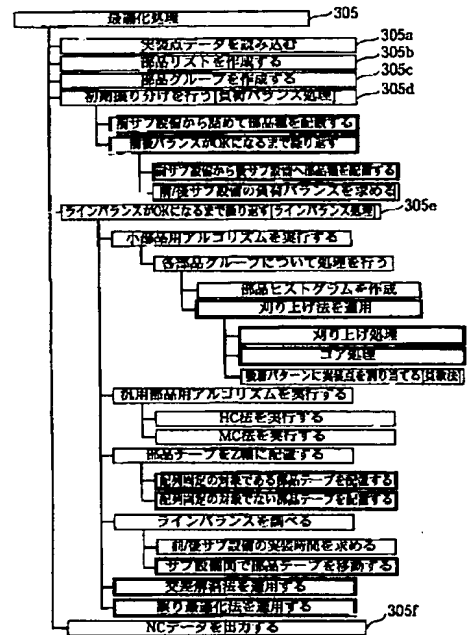 最適化処理
305
実装点データを読み込む
305a
部品リストを作成する
305b
部品グループを作成する
305c
初期振り分けを行う[負荷バランス処理]
305d
前サブ設備から詰めて部品種を配置する
前後バランスがOKになるまで繰り返す
前サブ設備から後サブ設備へ部品種を配置する
前/後サブ設備の負荷バランスを求める
ラインバランスがOKになるまで繰り返す[ラインバランス処理]
305e
小部品用アルゴリズムを実行する
各部品グループについて処理を行う
部品ヒストグラムを作成
刈り上げ法を適用
刈り上げ処理
コア処理
吸着パターンに実装点を割り当てる[貪欲法]
汎用部品用アルゴリズムを実行する
HC法を実行する
MC法を実行する
部品テープをZ軸に配置する
配列固定の対象である部品テープを配置する
配列固定の対象でない部品テープを配置する
ラインバランスを調べる
前/後サブ設備の実装時間を求める
サブ設備間で部品テープを移動する
交差解消法を適用する
戻り最適化法を適用する
NCデータを出力する
305f